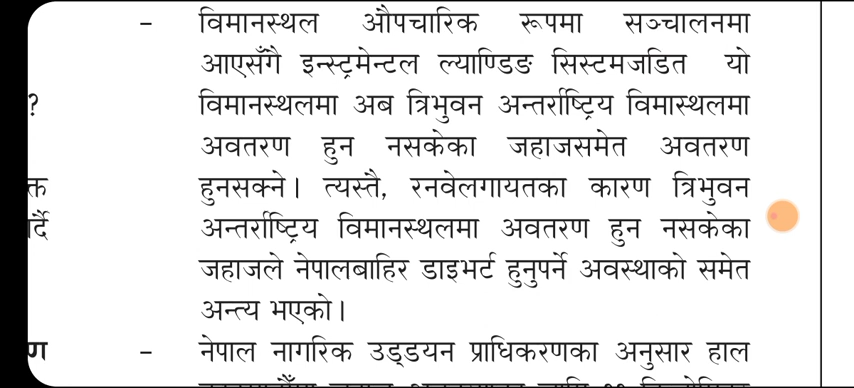 – विमानस्थल औपचारिक रूपमा सञ्चालनमा
आएसँगै इन्स्ट्रमेन्टल ल्याण्डिङ सिस्टमजडित यो
? विमानस्थलमा अब त्रिभुवन अन्तर्राष्ट्रिय विमास्थलमा
अवतरण हुन नसकेका जहाजसमेत अवतरण
क्त हुनसक्ने। त्यस्तै, रनवेलगायतका कारण त्रिभुवन
र्दै अन्तर्राष्ट्रिय विमानस्थलमा अवतरण हुन नसकेका
जहाजले नेपालबाहिर डाइभर्ट हुनुपर्ने अवस्थाको समेत
अन्त्य भएको।
ण – नेपाल नागरिक उड्डयन प्राधिकरणका अनुसार हाल